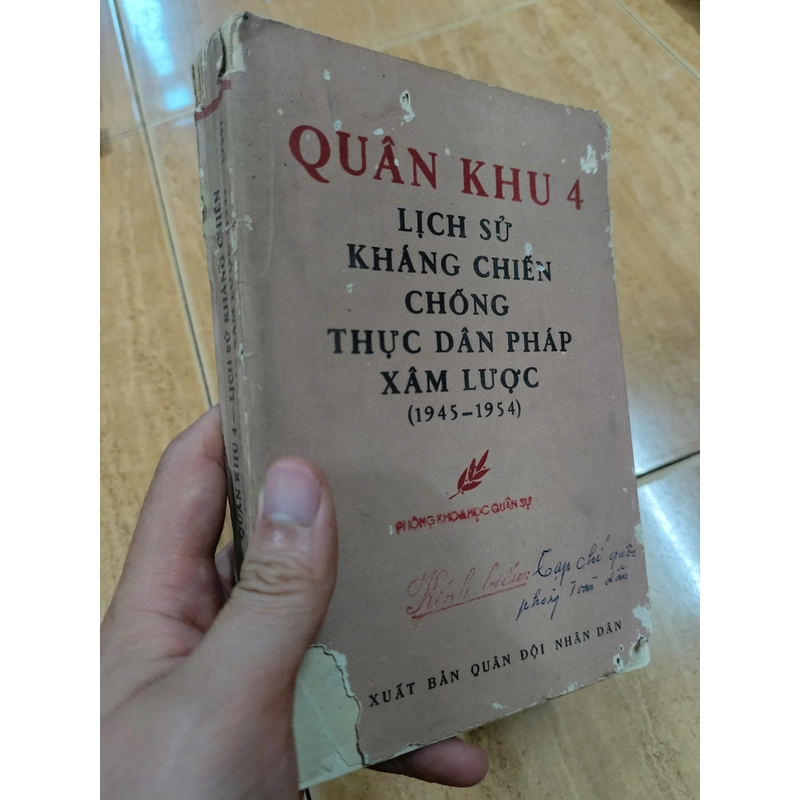 QUÂN KHU 4
LỊCH SỬ
KHÁNG CHIẾN
CHỐNG
THỰC DÂN PHÁP
XÂM LƯỢC
(1945-1954)
PHÒNG KHOA HỌC QUÂN SỰ
Kính biếu: Tạp chí quốc
phòng toàn dân
XUẤT BẢN QUÂN ĐỘI NHÂN DÂN
QUÂN KHU 4 - LỊCH SỬ KHÁNG CHIẾN